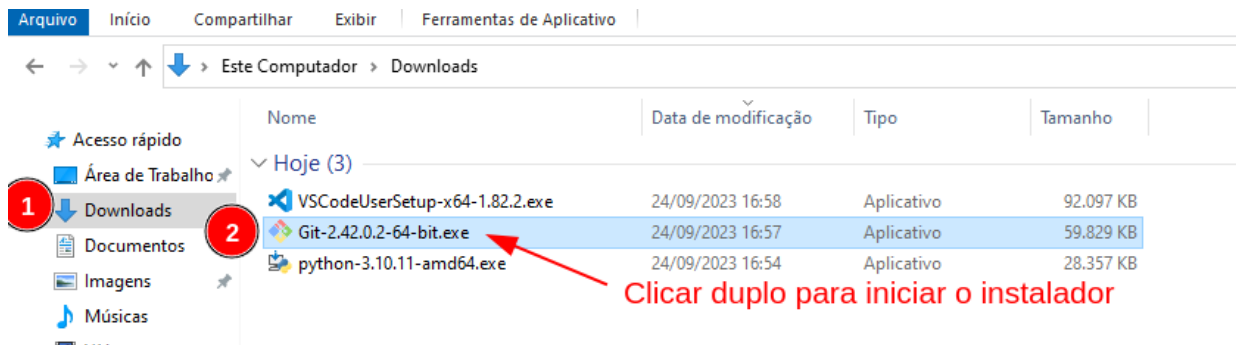 Arquivo Início Compartilhar Exibir Ferramentas de Aplicativo
Este Computador > Downloads
Nome Data de modificação Tipo Tamanho
Acesso rápido
Hoje (3)
Área de Trabalho
1 Downloads
VSCodeUserSetup-x64-1.82.2.exe 24/09/2023 16:58 Aplicativo 92.097 KB
2 Git-2.42.0.2-64-bit.exe 24/09/2023 16:57 Aplicativo 59.829 KB
Documentos
python-3.10.11-amd64.exe 24/09/2023 16:54 Aplicativo 28.357 KB
Imagens
Clicar duplo para iniciar o instalador
Músicas